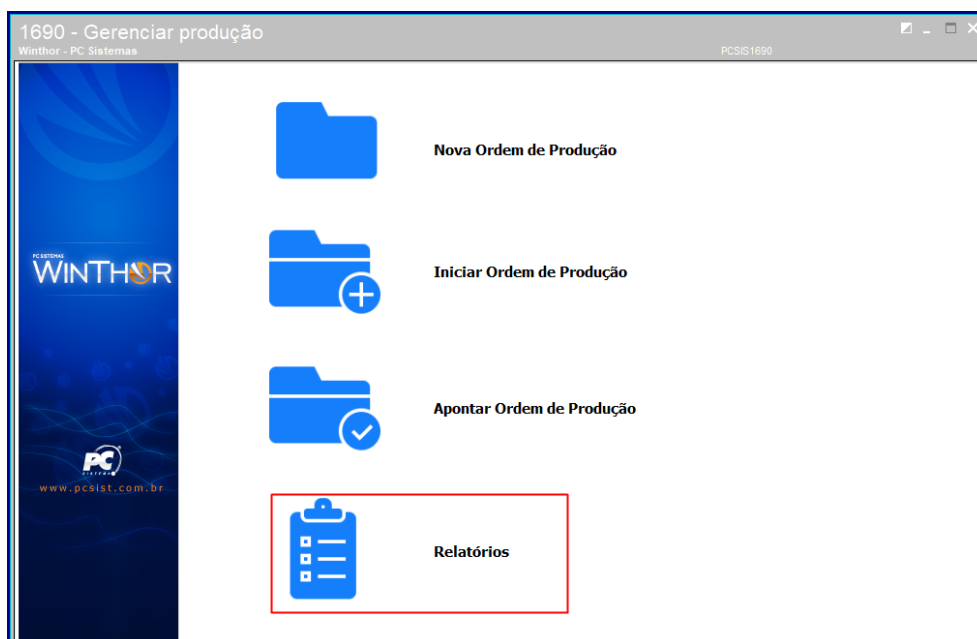 1690 - Gerenciar produção
Winthor - PC Sistemas
PCSIS1690
Nova Ordem de Produção
PC SISTEMAS
WINTHOR
Iniciar Ordem de Produção
Apontar Ordem de Produção
PC
SISTEMAS
www.pcsist.com.br
Relatórios